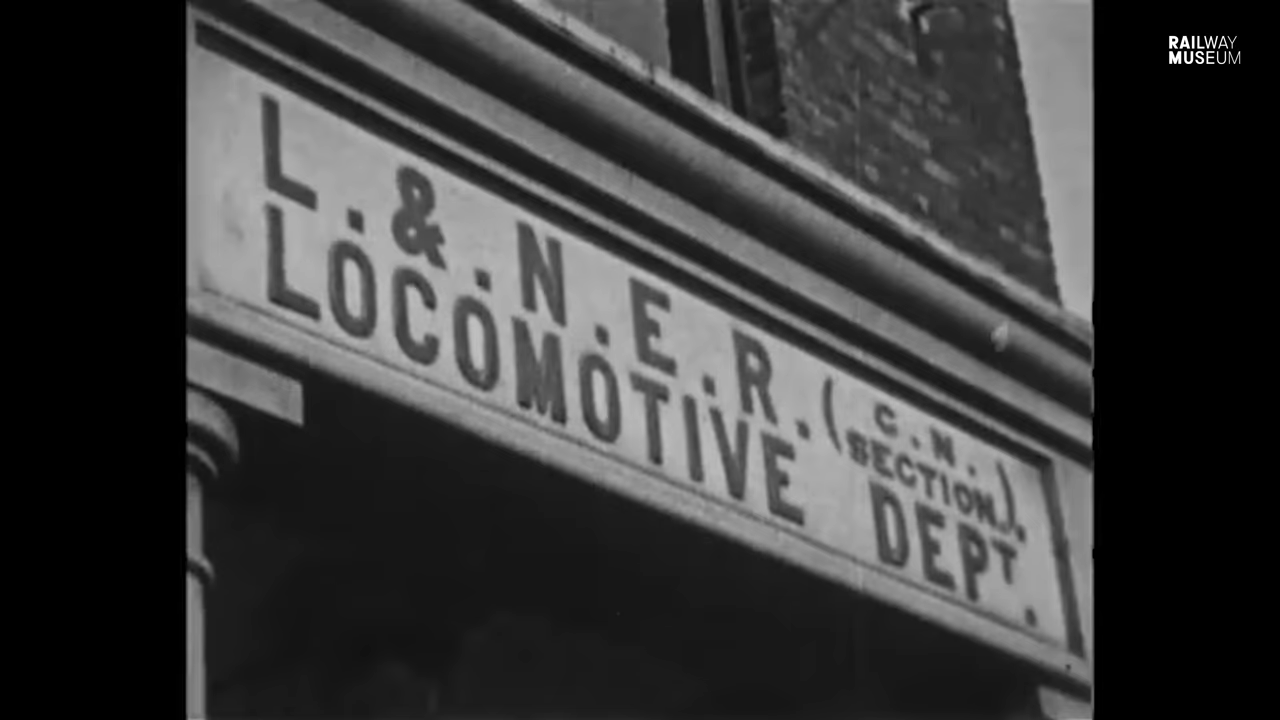 L. &. N. E. R. (C. N.)
(SECTION).
LOCOMOTIVE DEPT.
RAILWAY
MUSEUM